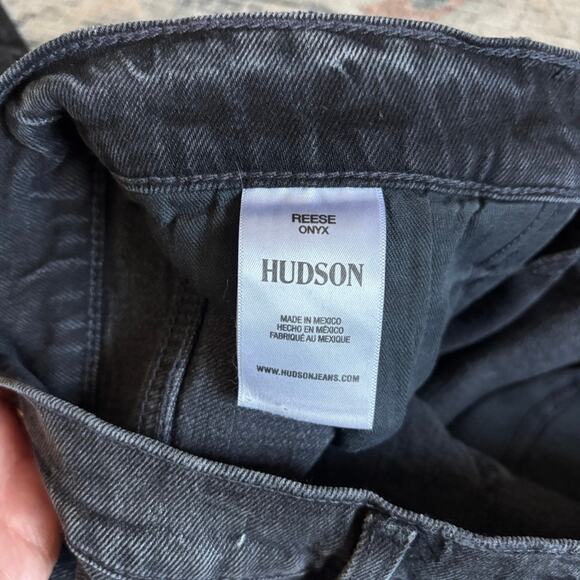 REESE
ONYX
HUDSON
MADE IN MEXICO
HECHO EN MÉXICO
FABRIQUÉ AU MEXIQUE
WWW.HUDSONJEANS.COM